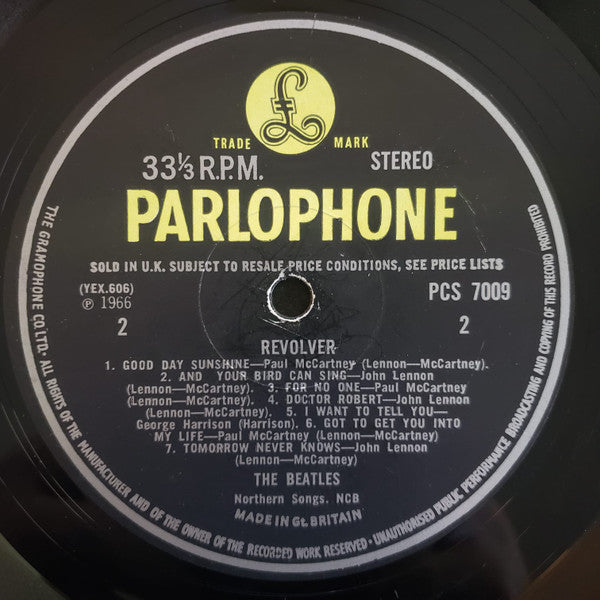 £
TRADE MARK
33⅓ R.P.M. STEREO
PARLOPHONE
SOLD IN U.K. SUBJECT TO RESALE PRICE CONDITIONS, SEE PRICE LISTS
(YEX.606) PCS 7009
℗ 1966
2 2
REVOLVER
1. GOOD DAY SUNSHINE—Paul McCartney (Lennon—McCartney).
2. AND YOUR BIRD CAN SING—John Lennon
(Lennon—McCartney). 3. FOR NO ONE—Paul McCartney
(Lennon—McCartney). 4. DOCTOR ROBERT—John Lennon
(Lennon—McCartney). 5. I WANT TO TELL YOU—
George Harrison (Harrison). 6. GOT TO GET YOU INTO
MY LIFE—Paul McCartney (Lennon—McCartney)
7. TOMORROW NEVER KNOWS—John Lennon
(Lennon—McCartney)
THE BEATLES
Northern Songs. NCB
MADE IN Gt. BRITAIN
THE GRAMOPHONE CO. LTD. · ALL RIGHTS OF THE MANUFACTURER AND OF THE OWNER OF THE RECORDED WORK RESERVED · UNAUTHORISED PUBLIC PERFORMANCE BROADCASTING AND COPYING OF THIS RECORD PROHIBITED